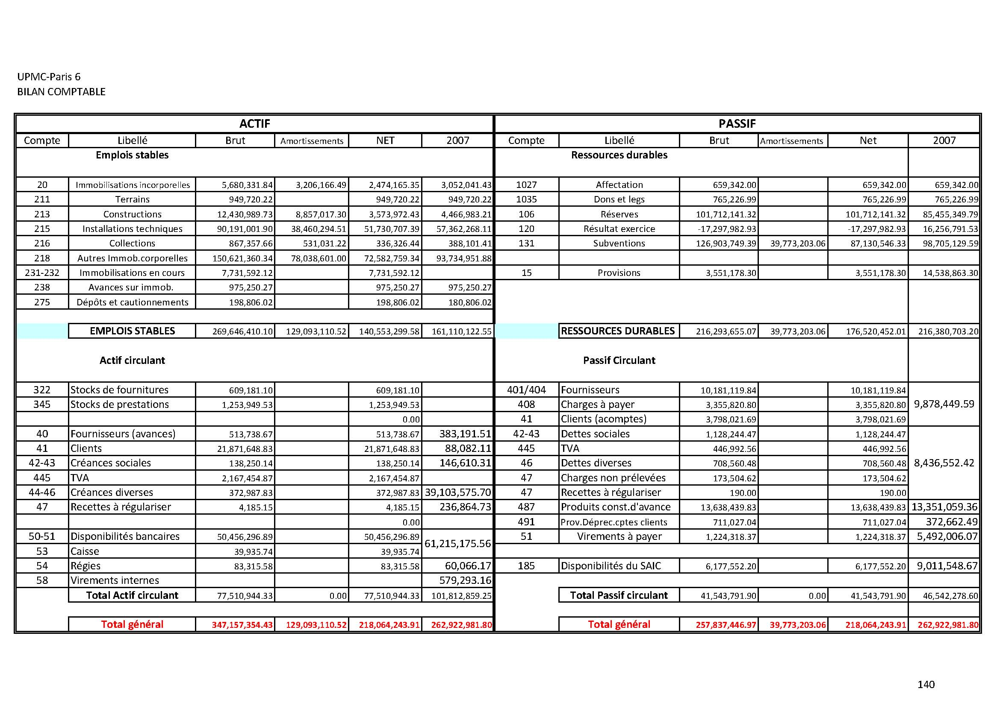 UPMC-Paris 6
BILAN COMPTABLE
ACTIF PASSIF
Compte Libellé Brut Amortissements NET 2007 Compte Libellé Brut Amortissements Net 2007
Emplois stables Ressources durables
20 Immobilisations incorporelles 5,680,331.84 3,206,166.49 2,474,165.35 3,052,041.43 1027 Affectation 659,342.00 659,342.00 659,342.00
211 Terrains 949,720.22 949,720.22 949,720.22 1035 Dons et legs 765,226.99 765,226.99 765,226.99
213 Constructions 12,430,989.73 8,857,017.30 3,573,972.43 4,466,983.21 106 Réserves 101,712,141.32 101,712,141.32 85,455,349.79
215 Installations techniques 90,191,001.90 38,460,294.51 51,730,707.39 57,362,268.11 120 Résultat exercice -17,297,982.93 -17,297,982.93 16,256,791.53
216 Collections 867,357.66 531,031.22 336,326.44 388,101.41 131 Subventions 126,903,749.39 39,773,203.06 87,130,546.33 98,705,129.59
218 Autres Immob.corporelles 150,621,360.34 78,038,601.00 72,582,759.34 93,734,951.88
231-232 Immobilisations en cours 7,731,592.12 7,731,592.12 15 Provisions 3,551,178.30 3,551,178.30 14,538,863.30
238 Avances sur immob. 975,250.27 975,250.27 975,250.27
275 Dépôts et cautionnements 198,806.02 198,806.02 180,806.02
EMPLOIS STABLES 269,646,410.10 129,093,110.52 140,553,299.58 161,110,122.55 RESSOURCES DURABLES 216,293,655.07 39,773,203.06 176,520,452.01 216,380,703.20
Actif circulant Passif Circulant
322 Stocks de fournitures 609,181.10 609,181.10 401/404 Fournisseurs 10,181,119.84 10,181,119.84
345 Stocks de prestations 1,253,949.53 1,253,949.53 408 Charges à payer 3,355,820.80 3,355,820.80 9,878,449.59
0.00 41 Clients (acomptes) 3,798,021.69 3,798,021.69
40 Fournisseurs (avances) 513,738.67 513,738.67 383,191.51 42-43 Dettes sociales 1,128,244.47 1,128,244.47
41 Clients 21,871,648.83 21,871,648.83 88,082.11 445 TVA 446,992.56 446,992.56
42-43 Créances sociales 138,250.14 138,250.14 146,610.31 46 Dettes diverses 708,560.48 708,560.48 8,436,552.42
445 TVA 2,167,454.87 2,167,454.87 47 Charges non prélevées 173,504.62 173,504.62
44-46 Créances diverses 372,987.83 372,987.83 39,103,575.70 47 Recettes à régulariser 190.00 190.00
47 Recettes à régulariser 4,185.15 4,185.15 236,864.73 487 Produits const.d'avance 13,638,439.83 13,638,439.83 13,351,059.36
0.00 491 Prov.Déprec.cptes clients 711,027.04 711,027.04 372,662.49
50-51 Disponibilités bancaires 50,456,296.89 50,456,296.89 61,215,175.56 51 Virements à payer 1,224,318.37 1,224,318.37 5,492,006.07
53 Caisse 39,935.74 39,935.74
54 Régies 83,315.58 83,315.58 60,066.17 185 Disponibilités du SAIC 6,177,552.20 6,177,552.20 9,011,548.67
58 Virements internes 579,293.16
Total Actif circulant 77,510,944.33 0.00 77,510,944.33 101,812,859.25 Total Passif circulant 41,543,791.90 0.00 41,543,791.90 46,542,278.60
Total général 347,157,354.43 129,093,110.52 218,064,243.91 262,922,981.80 Total général 257,837,446.97 39,773,203.06 218,064,243.91 262,922,981.80
140